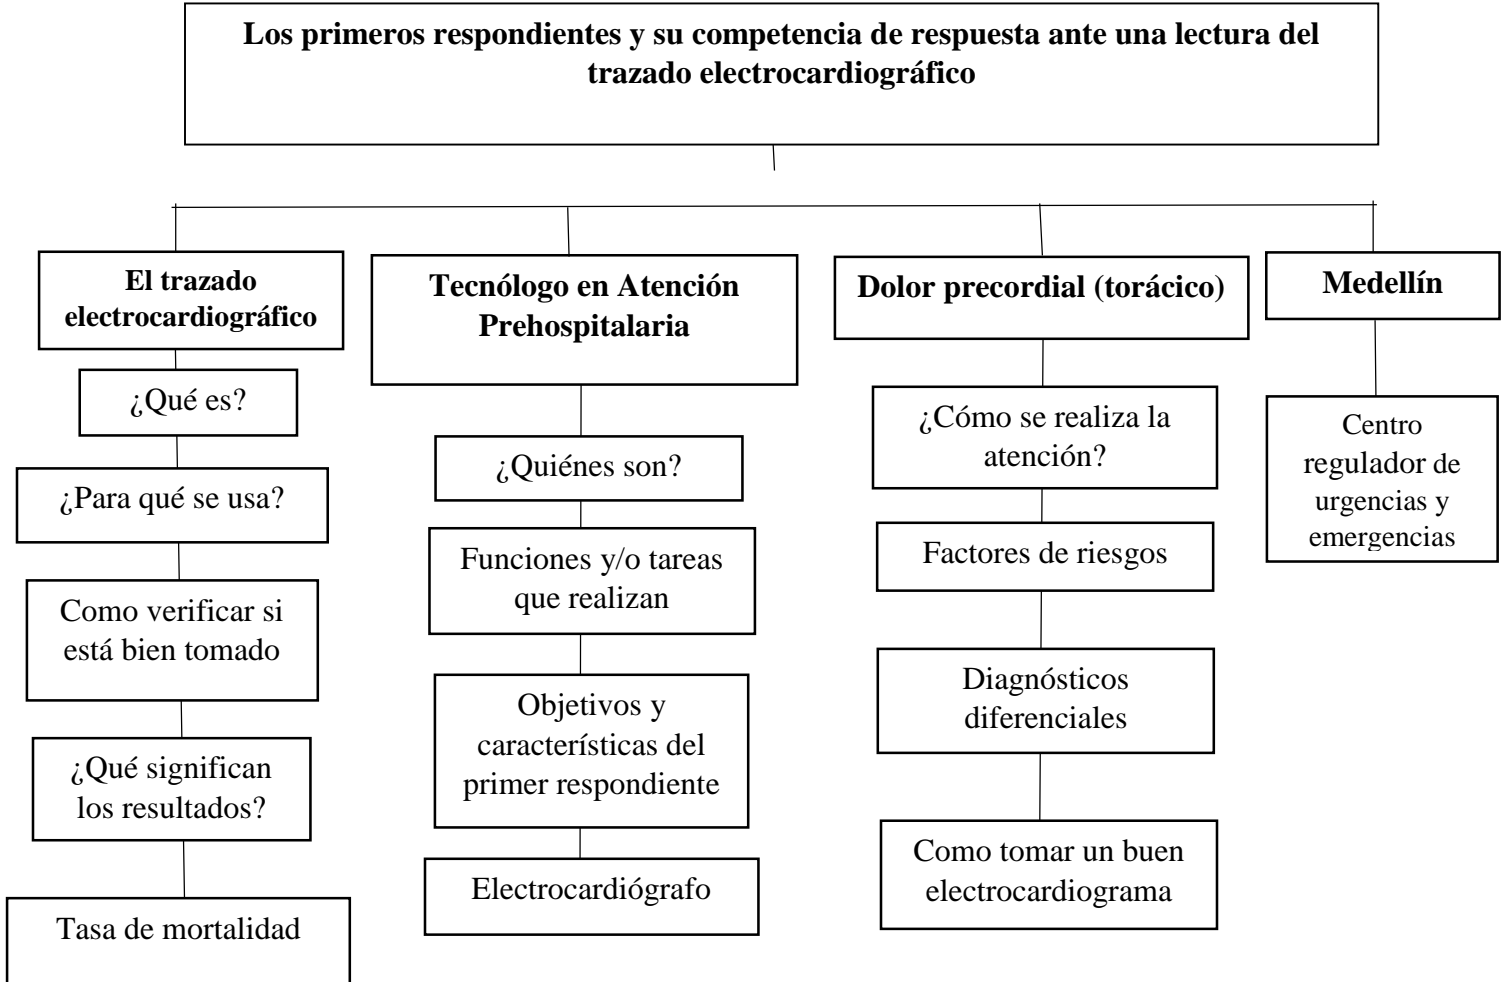 Los primeros respondientes y su competencia de respuesta ante una lectura del
trazado electrocardiográfico
El trazado
electrocardiográfico
¿Qué es?
¿Para qué se usa?
Como verificar si
está bien tomado
¿Qué significan
los resultados?
Tasa de mortalidad
Tecnólogo en Atención
Prehospitalaria
¿Quiénes son?
Funciones y/o tareas
que realizan
Objetivos y
características del
primer respondiente
Electrocardiógrafo
Dolor precordial (torácico)
¿Cómo se realiza la
atención?
Factores de riesgos
Diagnósticos
diferenciales
Como tomar un buen
electrocardiograma
Medellín
Centro
regulador de
urgencias y
emergencias